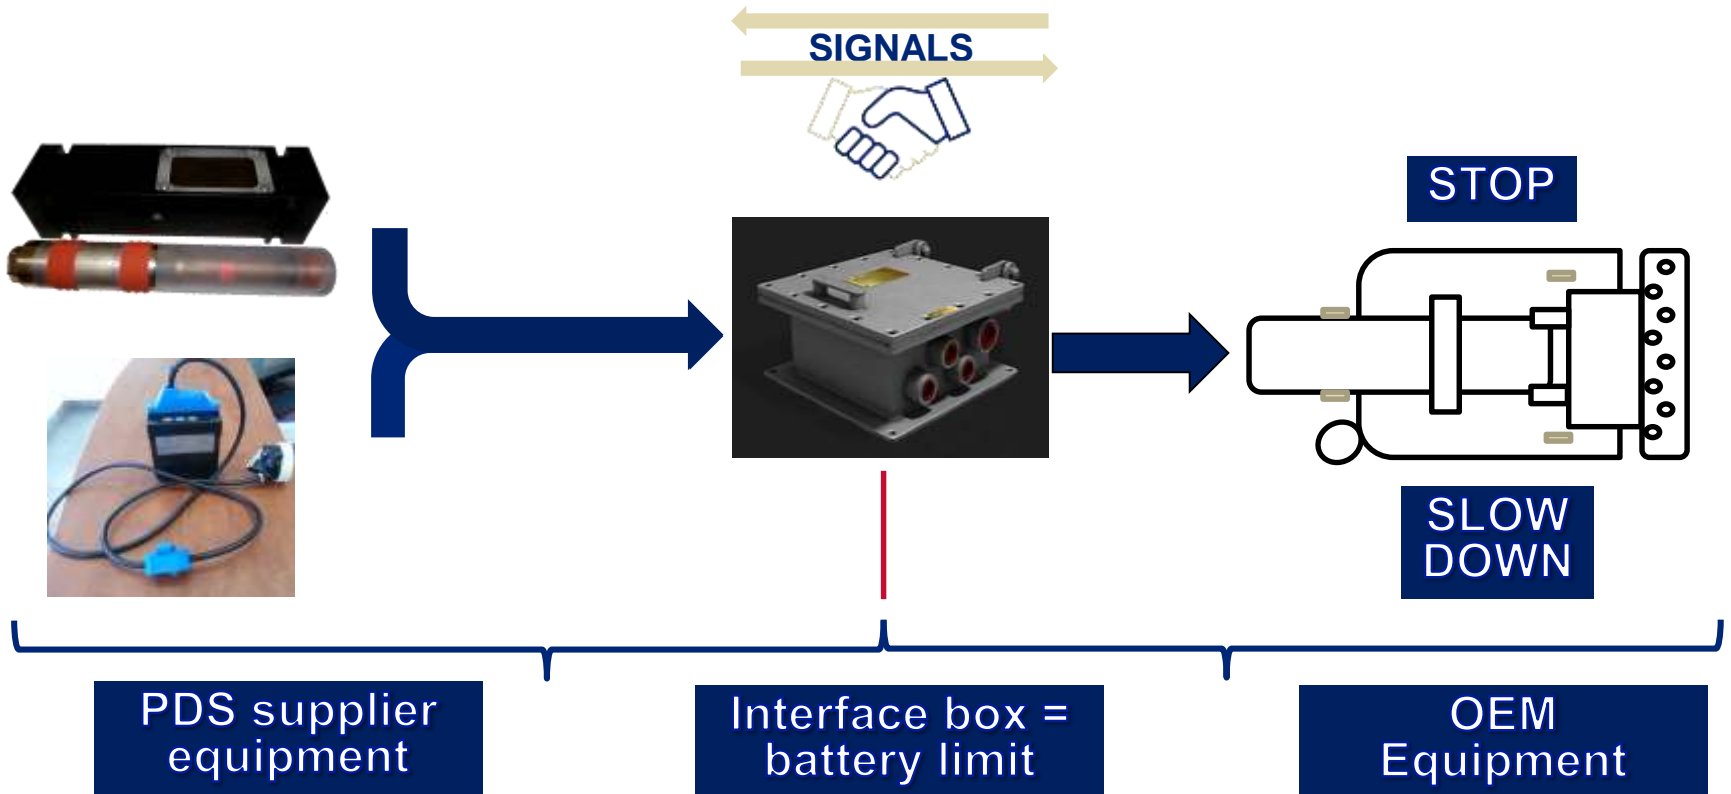 SIGNALS
STOP
SLOW
DOWN
PDS supplier
equipment
Interface box =
battery limit
OEM
Equipment